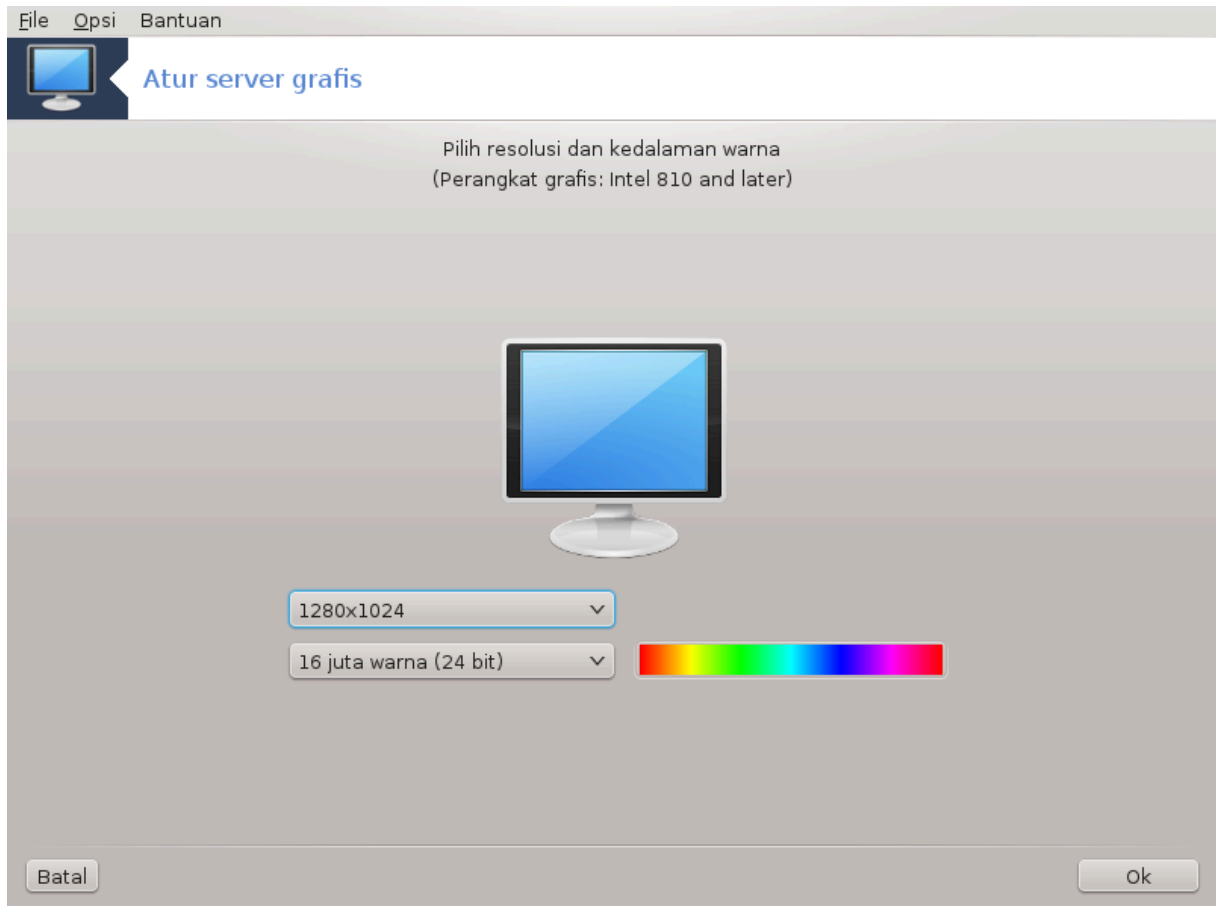 File Opsi Bantuan
Atur server grafis
Pilih resolusi dan kedalaman warna
(Perangkat grafis: Intel 810 and later)
1280x1024
16 juta warna (24 bit)
Batal Ok